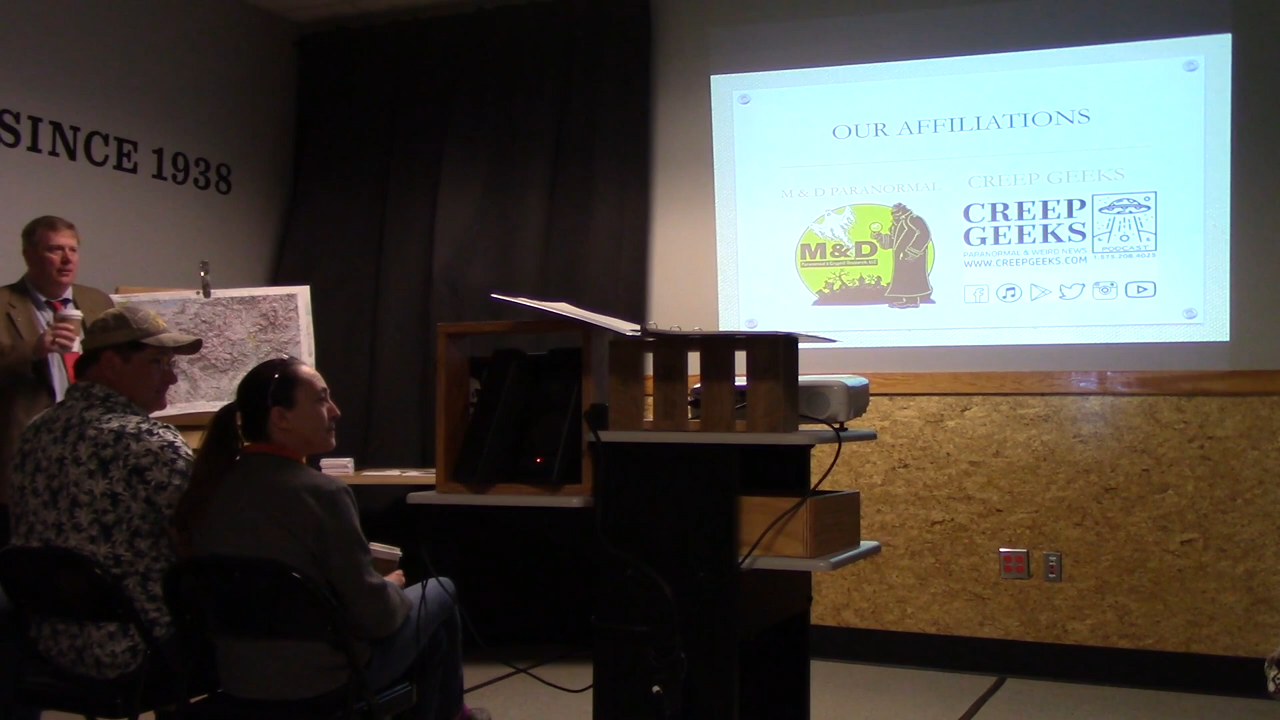 SINCE 1938
OUR AFFILIATIONS
M & D PARANORMAL
CREEP GEEKS
M&D
CREEP
GEEKS
PARANORMAL & WEIRD NEWS
WWW.CREEPGEEKS.COM
PODCAST